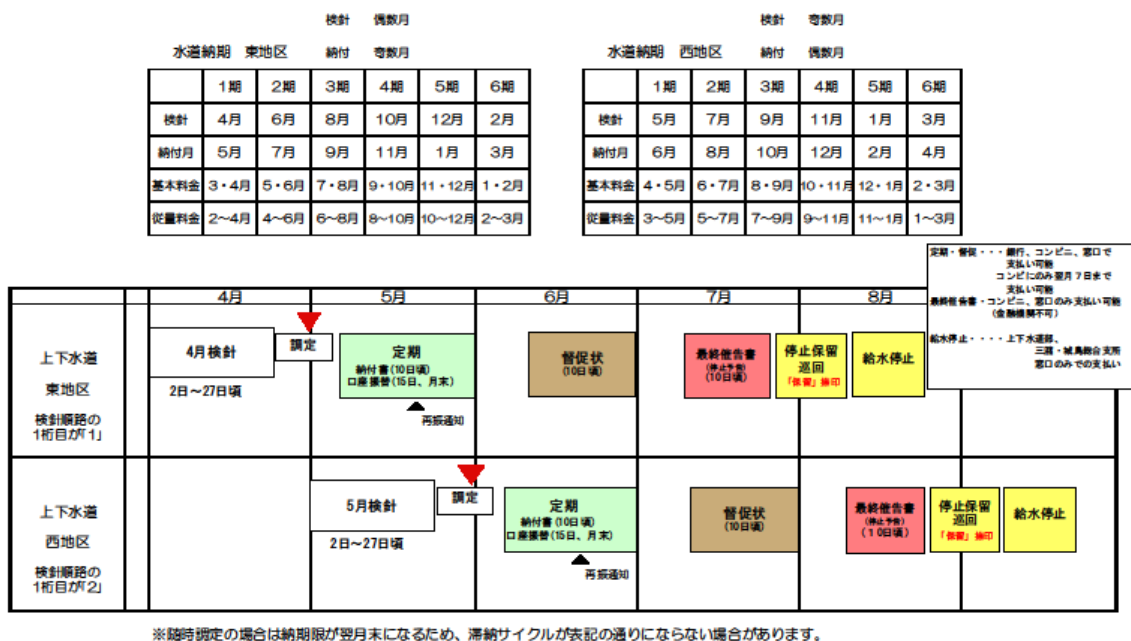 検針 偶数月
水道納期 東地区 納付 奇数月
1期 2期 3期 4期 5期 6期
検針 4月 6月 8月 10月 12月 2月
納付月 5月 7月 9月 11月 1月 3月
基本料金 3・4月 5・6月 7・8月 9・10月 11・12月 1・2月
従量料金 2～4月 4～6月 6～8月 8～10月 10～12月 2～3月
検針 奇数月
水道納期 西地区 納付 偶数月
1期 2期 3期 4期 5期 6期
検針 5月 7月 9月 11月 1月 3月
納付月 6月 8月 10月 12月 2月 4月
基本料金 4・5月 6・7月 8・9月 10・11月 12・1月 2・3月
従量料金 3～5月 5～7月 7～9月 9～11月 11～1月 1～3月
定期・督促・・・銀行、コンビニ、窓口で
支払い可能
コンビにのみ翌月7日まで
支払い可能
最終催告書・コンビニ、窓口のみ支払い可能
(金融機関不可)
給水停止・・・・上下水道部、
三瀦・城島総合支所
窓口のみでの支払い
4月 5月 6月 7月 8月
上下水道
東地区
検針順路の
1桁目が「1」
4月検針
2日～27日頃
調定
定期
納付書(10日頃)
口座振替(15日、月末)
再振通知
督促状
(10日頃)
最終催告書
(停止予告)
(10日頃)
停止保留
巡回
「保留」捺印
給水停止
上下水道
西地区
検針順路の
1桁目が「2」
5月検針
2日～27日頃
調定
定期
納付書(10日頃)
口座振替(15日、月末)
再振通知
督促状
(10日頃)
最終催告書
(停止予告)
(10日頃)
停止保留
巡回
「保留」捺印
給水停止
※随時調定の場合は納期限が翌月末になるため、滞納サイクルが表記の通りにならない場合があります。